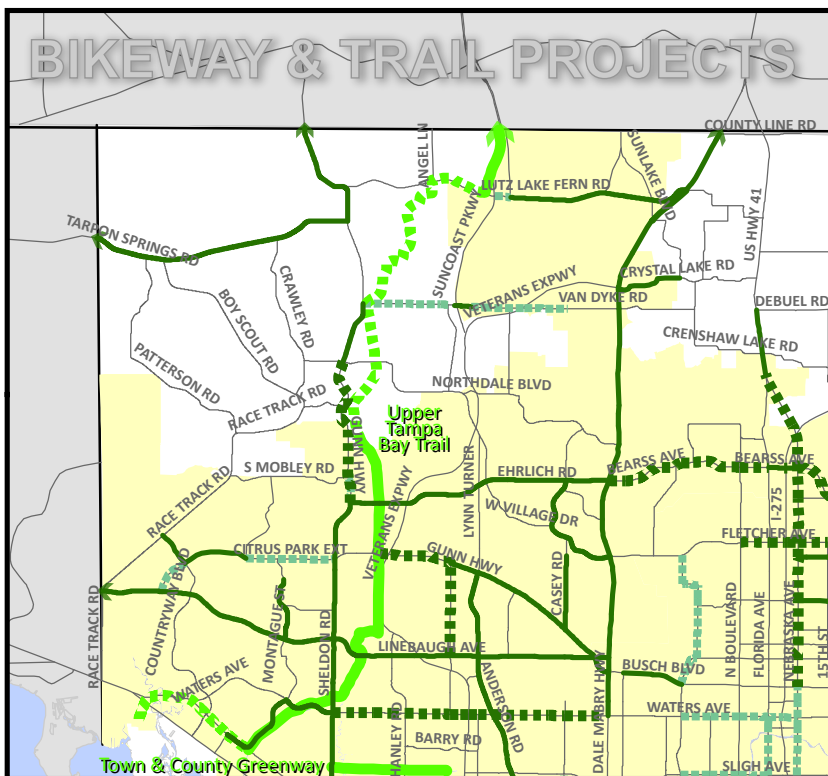 BIKEWAY & TRAIL PROJECTS
COUNTY LINE RD
ANGEL LN
SUNLAKE BLVD
LUTZ LAKE FERN RD
US HWY 41
TARPON SPRINGS RD
SUNCOAST PKWY
CRAWLEY RD
CRYSTAL LAKE RD
VETERANS EXPWY
BOY SCOUT RD
VAN DYKE RD
DEBUEL RD
CRENSHAW LAKE RD
PATTERSON RD
NORTHDALE BLVD
RACE TRACK RD
Upper
Tampa
Bay Trail
GUNN HWY
LYNN TURNER
BEARSS AVE
BEARSS AVE
S MOBLEY RD
EHRLICH RD
RACE TRACK RD
VETERANS EXPWY
I-275
W VILLAGE DR
FLETCHER AVE
CITRUS PARK EXT
GUNN HWY
CASEY RD
COUNTRYWAY BLVD
RACE TRACK RD
MONTAGUE ST
SHELDON RD
N BOULEVARD
FLORIDA AVE
NEBRASKA AVE
15TH ST
LINEBAUGH AVE
WATERS AVE
BUSCH BLVD
ANDERSON RD
DALE MABRY HWY
WATERS AVE
HANLEY RD
BARRY RD
Town & County Greenway
SLIGH AVE